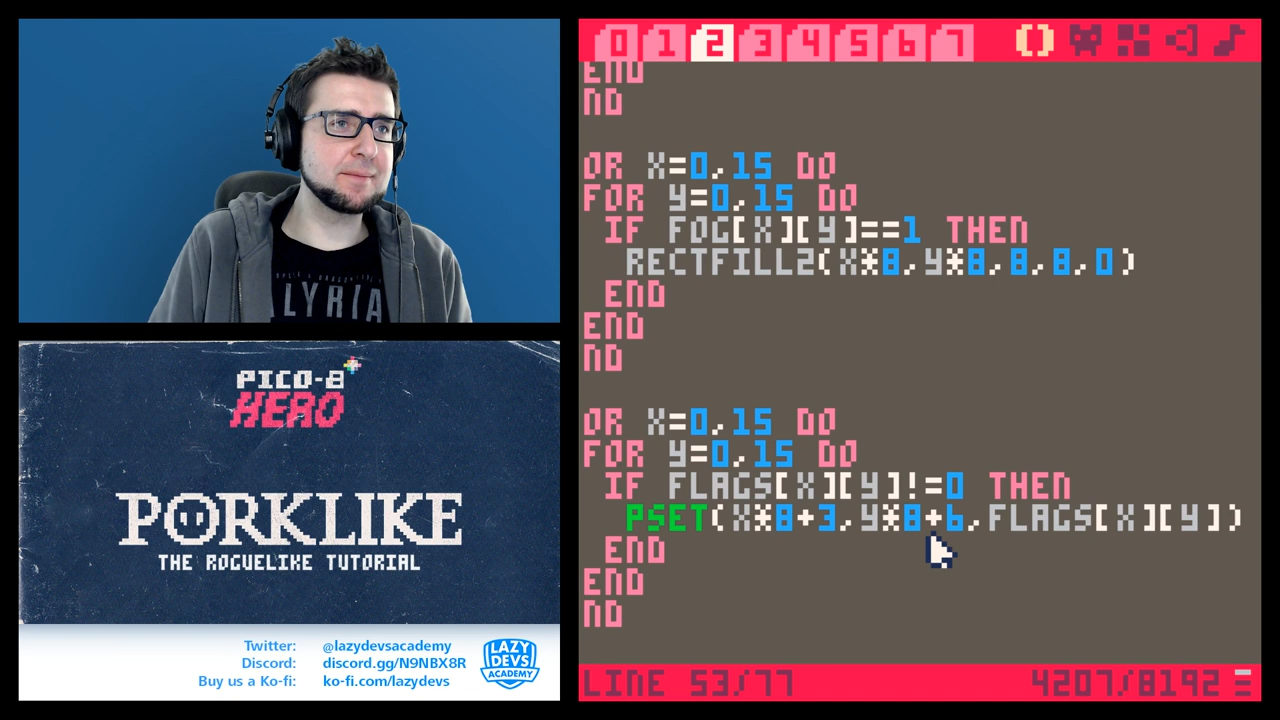 LYRIA
PICO-8
HERO
PORKLIKE
THE ROGUELIKE TUTORIAL
Twitter: @lazydevsacademy
Discord: discord.gg/N9NBX8R
Buy us a Ko-fi: ko-fi.com/lazydevs
LAZY
DEVS
ACADEMY
0 1 2 3 4 5 6 7
END
ND
OR X=0,15 DO
FOR Y=0,15 DO
IF FOG[X][Y]==1 THEN
RECTFILL2(X*8,Y*8,8,8,0)
END
END
ND
OR X=0,15 DO
FOR Y=0,15 DO
IF FLAGS[X][Y]!=0 THEN
PSET(X*8+3,Y*8+6,FLAGS[X][Y])
END
END
ND
LINE 53/77 4207/8192